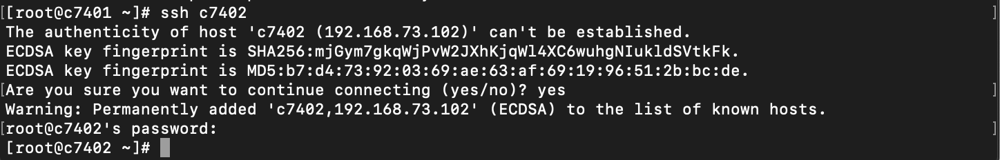 [[root@c7401 ~]# ssh c7402 ]
The authenticity of host 'c7402 (192.168.73.102)' can't be established.
ECDSA key fingerprint is SHA256:mjGym7gkqWjPvW2JXhKjqWl4XC6wuhgNIukldSVtkFk.
ECDSA key fingerprint is MD5:b7:d4:73:92:03:69:ae:63:af:69:19:96:51:2b:bc:de.
[Are you sure you want to continue connecting (yes/no)? yes ]
Warning: Permanently added 'c7402,192.168.73.102' (ECDSA) to the list of known hosts.
[root@c7402's password: ]
[root@c7402 ~]#